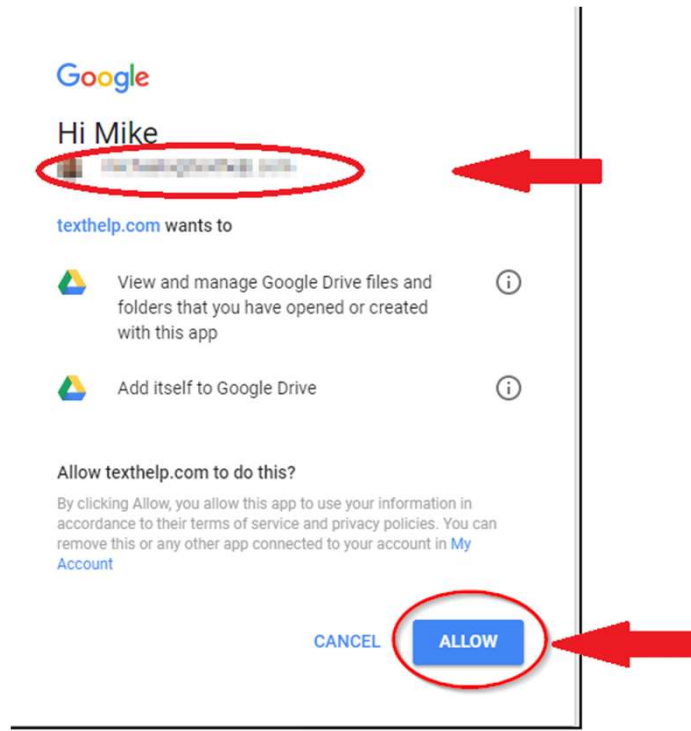 Google
Hi Mike
texthelp.com wants to
View and manage Google Drive files and
folders that you have opened or created
with this app
Add itself to Google Drive
Allow texthelp.com to do this?
By clicking Allow, you allow this app to use your information in
accordance to their terms of service and privacy policies. You can
remove this or any other app connected to your account in My
Account
CANCEL ALLOW